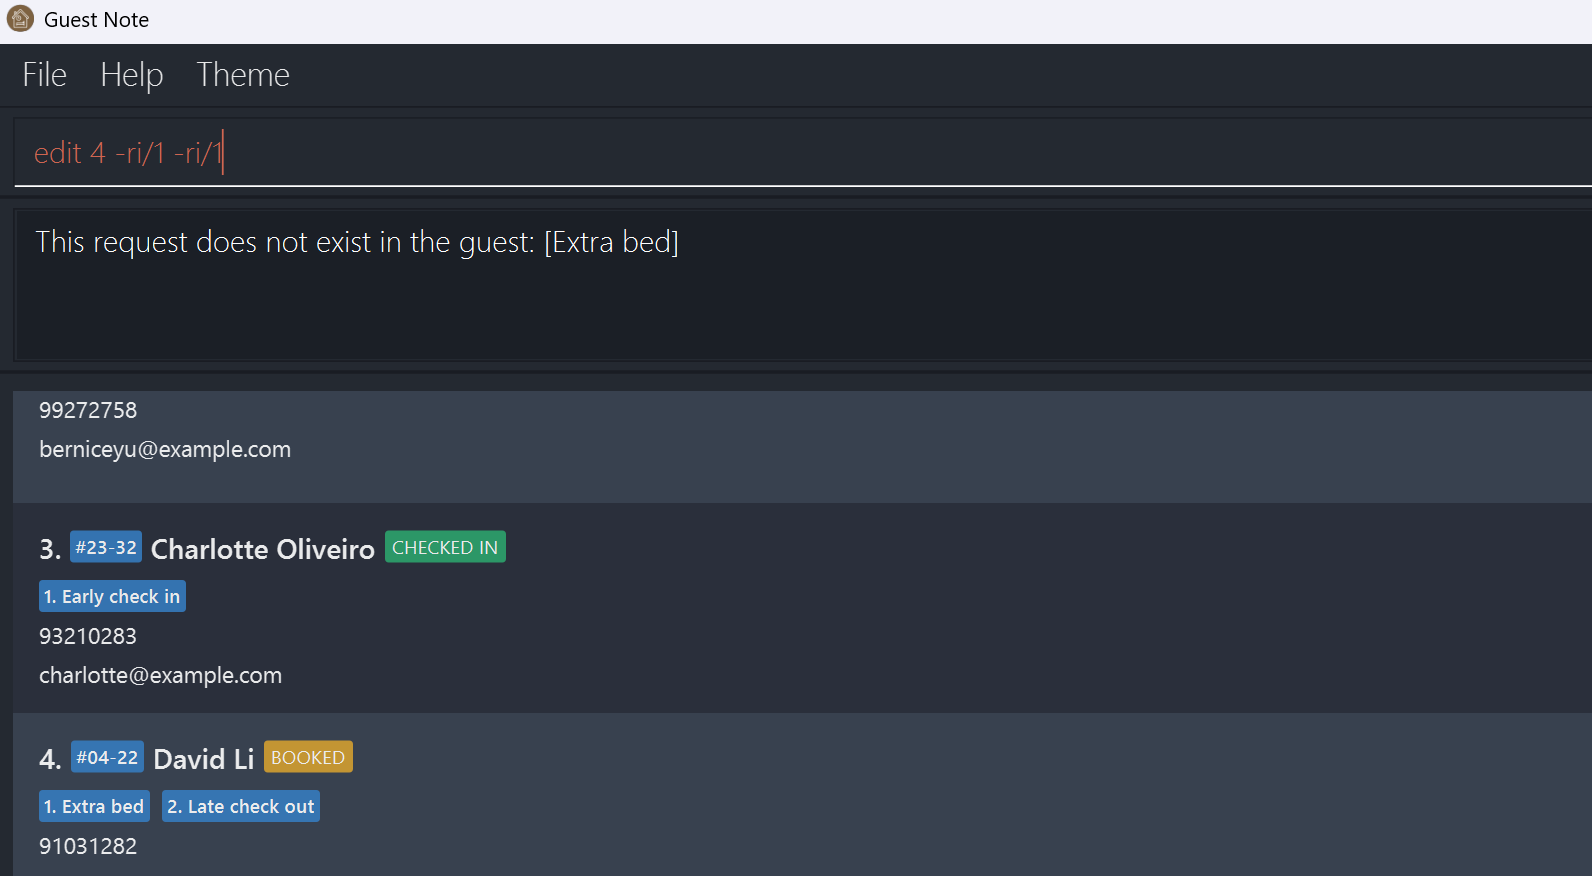 Guest Note
File Help Theme
edit 4 -ri/1 -ri/1
This request does not exist in the guest: [Extra bed]
99272758
berniceyu@example.com
3. #23-32 Charlotte Oliveiro CHECKED IN
1. Early check in
93210283
charlotte@example.com
4. #04-22 David Li BOOKED
1. Extra bed 2. Late check out
91031282